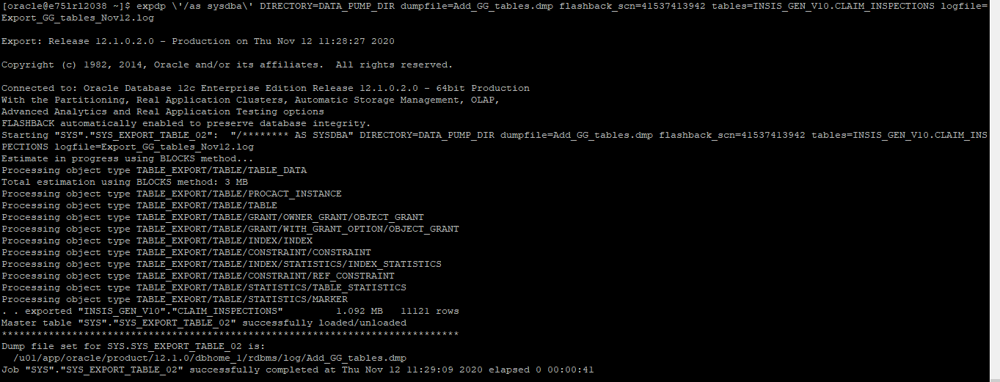 [oracle@e75lrl2038 ~]$ expdp \'/as sysdba\' DIRECTORY=DATA_PUMP_DIR dumpfile=Add_GG_tables.dmp flashback_scn=41537413942 tables=INSIS_GEN_V10.CLAIM_INSPECTIONS logfile=
Export_GG_tables_Nov12.log
Export: Release 12.1.0.2.0 - Production on Thu Nov 12 11:28:27 2020
Copyright (c) 1982, 2014, Oracle and/or its affiliates.  All rights reserved.
Connected to: Oracle Database 12c Enterprise Edition Release 12.1.0.2.0 - 64bit Production
With the Partitioning, Real Application Clusters, Automatic Storage Management, OLAP,
Advanced Analytics and Real Application Testing options
FLASHBACK automatically enabled to preserve database integrity.
Starting "SYS"."SYS_EXPORT_TABLE_02":  "/******** AS SYSDBA" DIRECTORY=DATA_PUMP_DIR dumpfile=Add_GG_tables.dmp flashback_scn=41537413942 tables=INSIS_GEN_V10.CLAIM_INS
PECTIONS logfile=Export_GG_tables_Nov12.log
Estimate in progress using BLOCKS method...
Processing object type TABLE_EXPORT/TABLE/TABLE_DATA
Total estimation using BLOCKS method: 3 MB
Processing object type TABLE_EXPORT/TABLE/PROCACT_INSTANCE
Processing object type TABLE_EXPORT/TABLE/TABLE
Processing object type TABLE_EXPORT/TABLE/GRANT/OWNER_GRANT/OBJECT_GRANT
Processing object type TABLE_EXPORT/TABLE/GRANT/WITH_GRANT_OPTION/OBJECT_GRANT
Processing object type TABLE_EXPORT/TABLE/INDEX/INDEX
Processing object type TABLE_EXPORT/TABLE/CONSTRAINT/CONSTRAINT
Processing object type TABLE_EXPORT/TABLE/INDEX/STATISTICS/INDEX_STATISTICS
Processing object type TABLE_EXPORT/TABLE/CONSTRAINT/REF_CONSTRAINT
Processing object type TABLE_EXPORT/TABLE/STATISTICS/TABLE_STATISTICS
Processing object type TABLE_EXPORT/TABLE/STATISTICS/MARKER
. . exported "INSIS_GEN_V10"."CLAIM_INSPECTIONS"         1.092 MB   11121 rows
Master table "SYS"."SYS_EXPORT_TABLE_02" successfully loaded/unloaded
******************************************************************************
Dump file set for SYS.SYS_EXPORT_TABLE_02 is:
  /u01/app/oracle/product/12.1.0/dbhome_1/rdbms/log/Add_GG_tables.dmp
Job "SYS"."SYS_EXPORT_TABLE_02" successfully completed at Thu Nov 12 11:29:09 2020 elapsed 0 00:00:41